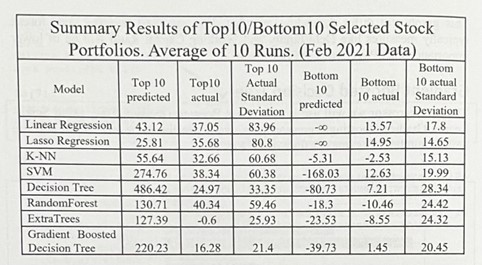 Summary Results of Top10/Bottom10 Selected Stock
Portfolios. Average of 10 Runs. (Feb 2021 Data)
Model Top 10 predicted Top10 actual Top 10 Actual Standard Deviation Bottom 10 predicted Bottom 10 actual Bottom 10 actual Standard Deviation
Linear Regression 43.12 37.05 83.96 -∞ 13.57 17.8
Lasso Regression 25.81 35.68 80.8 -∞ 14.95 14.65
K-NN 55.64 32.66 60.68 -5.31 -2.53 15.13
SVM 274.76 38.34 60.38 -168.03 12.63 19.99
Decision Tree 486.42 24.97 33.35 -80.73 7.21 28.34
RandomForest 130.71 40.34 59.46 -18.3 -10.46 24.42
ExtraTrees 127.39 -0.6 25.93 -23.53 -8.55 24.32
Gradient Boosted
Decision Tree 220.23 16.28 21.4 -39.73 1.45 20.45